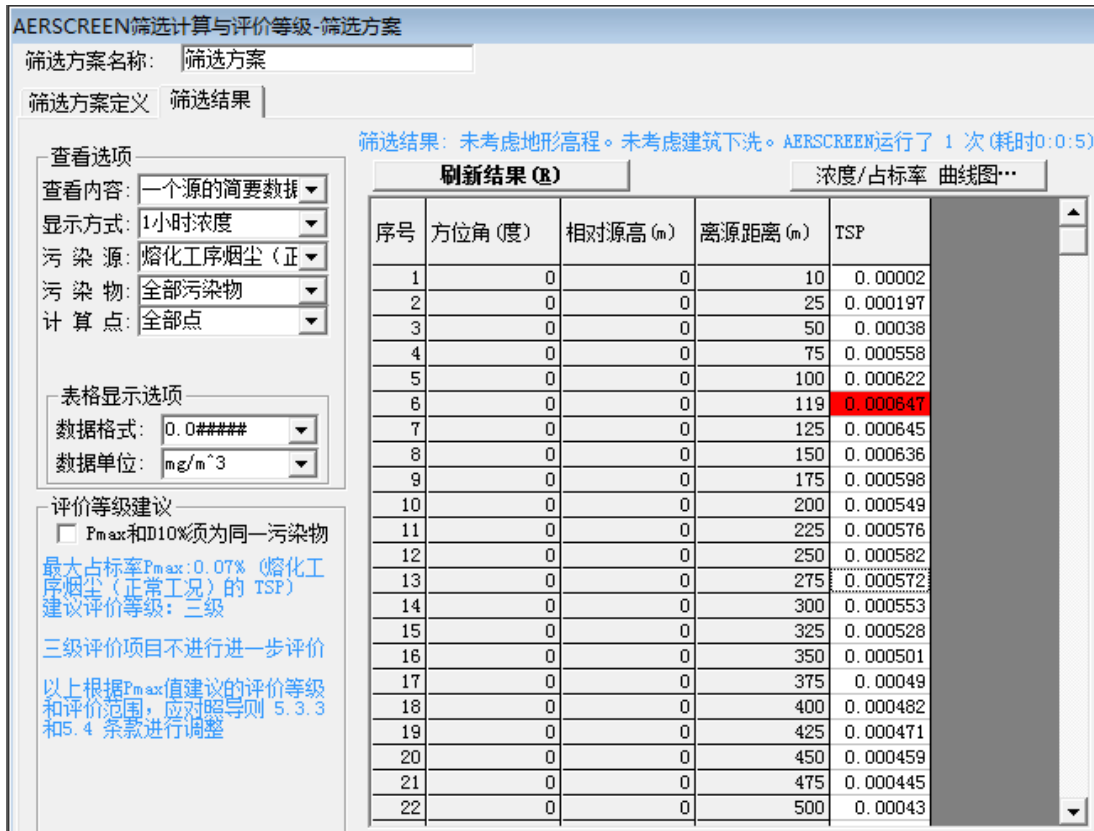 AERSCREEN筛选计算与评价等级-筛选方案
筛选方案名称: 筛选方案
筛选方案定义 筛选结果
筛选结果: 未考虑地形高程。未考虑建筑下洗。AERSCREEN运行了 1 次(耗时0:0:5)
查看选项
查看内容: 一个源的简要数据
显示方式: 1小时浓度
污 染 源: 熔化工序烟尘（正
污 染 物: 全部污染物
计 算 点: 全部点
表格显示选项
数据格式: 0.0#####
数据单位: mg/m^3
评价等级建议
Pmax和D10%须为同一污染物
最大占标率Pmax:0.07% (熔化工
序烟尘（正常工况）的 TSP)
建议评价等级: 三级
三级评价项目不进行进一步评价
以上根据Pmax值建议的评价等级
和评价范围，应对照导则 5.3.3
和5.4 条款进行调整
刷新结果(R) 浓度/占标率 曲线图…
序号 方位角(度) 相对源高(m) 离源距离(m) TSP
1 0 0 10 0.00002
2 0 0 25 0.000197
3 0 0 50 0.00038
4 0 0 75 0.000558
5 0 0 100 0.000622
6 0 0 119 0.000647
7 0 0 125 0.000645
8 0 0 150 0.000636
9 0 0 175 0.000598
10 0 0 200 0.000549
11 0 0 225 0.000576
12 0 0 250 0.000582
13 0 0 275 0.000572
14 0 0 300 0.000553
15 0 0 325 0.000528
16 0 0 350 0.000501
17 0 0 375 0.00049
18 0 0 400 0.000482
19 0 0 425 0.000471
20 0 0 450 0.000459
21 0 0 475 0.000445
22 0 0 500 0.00043